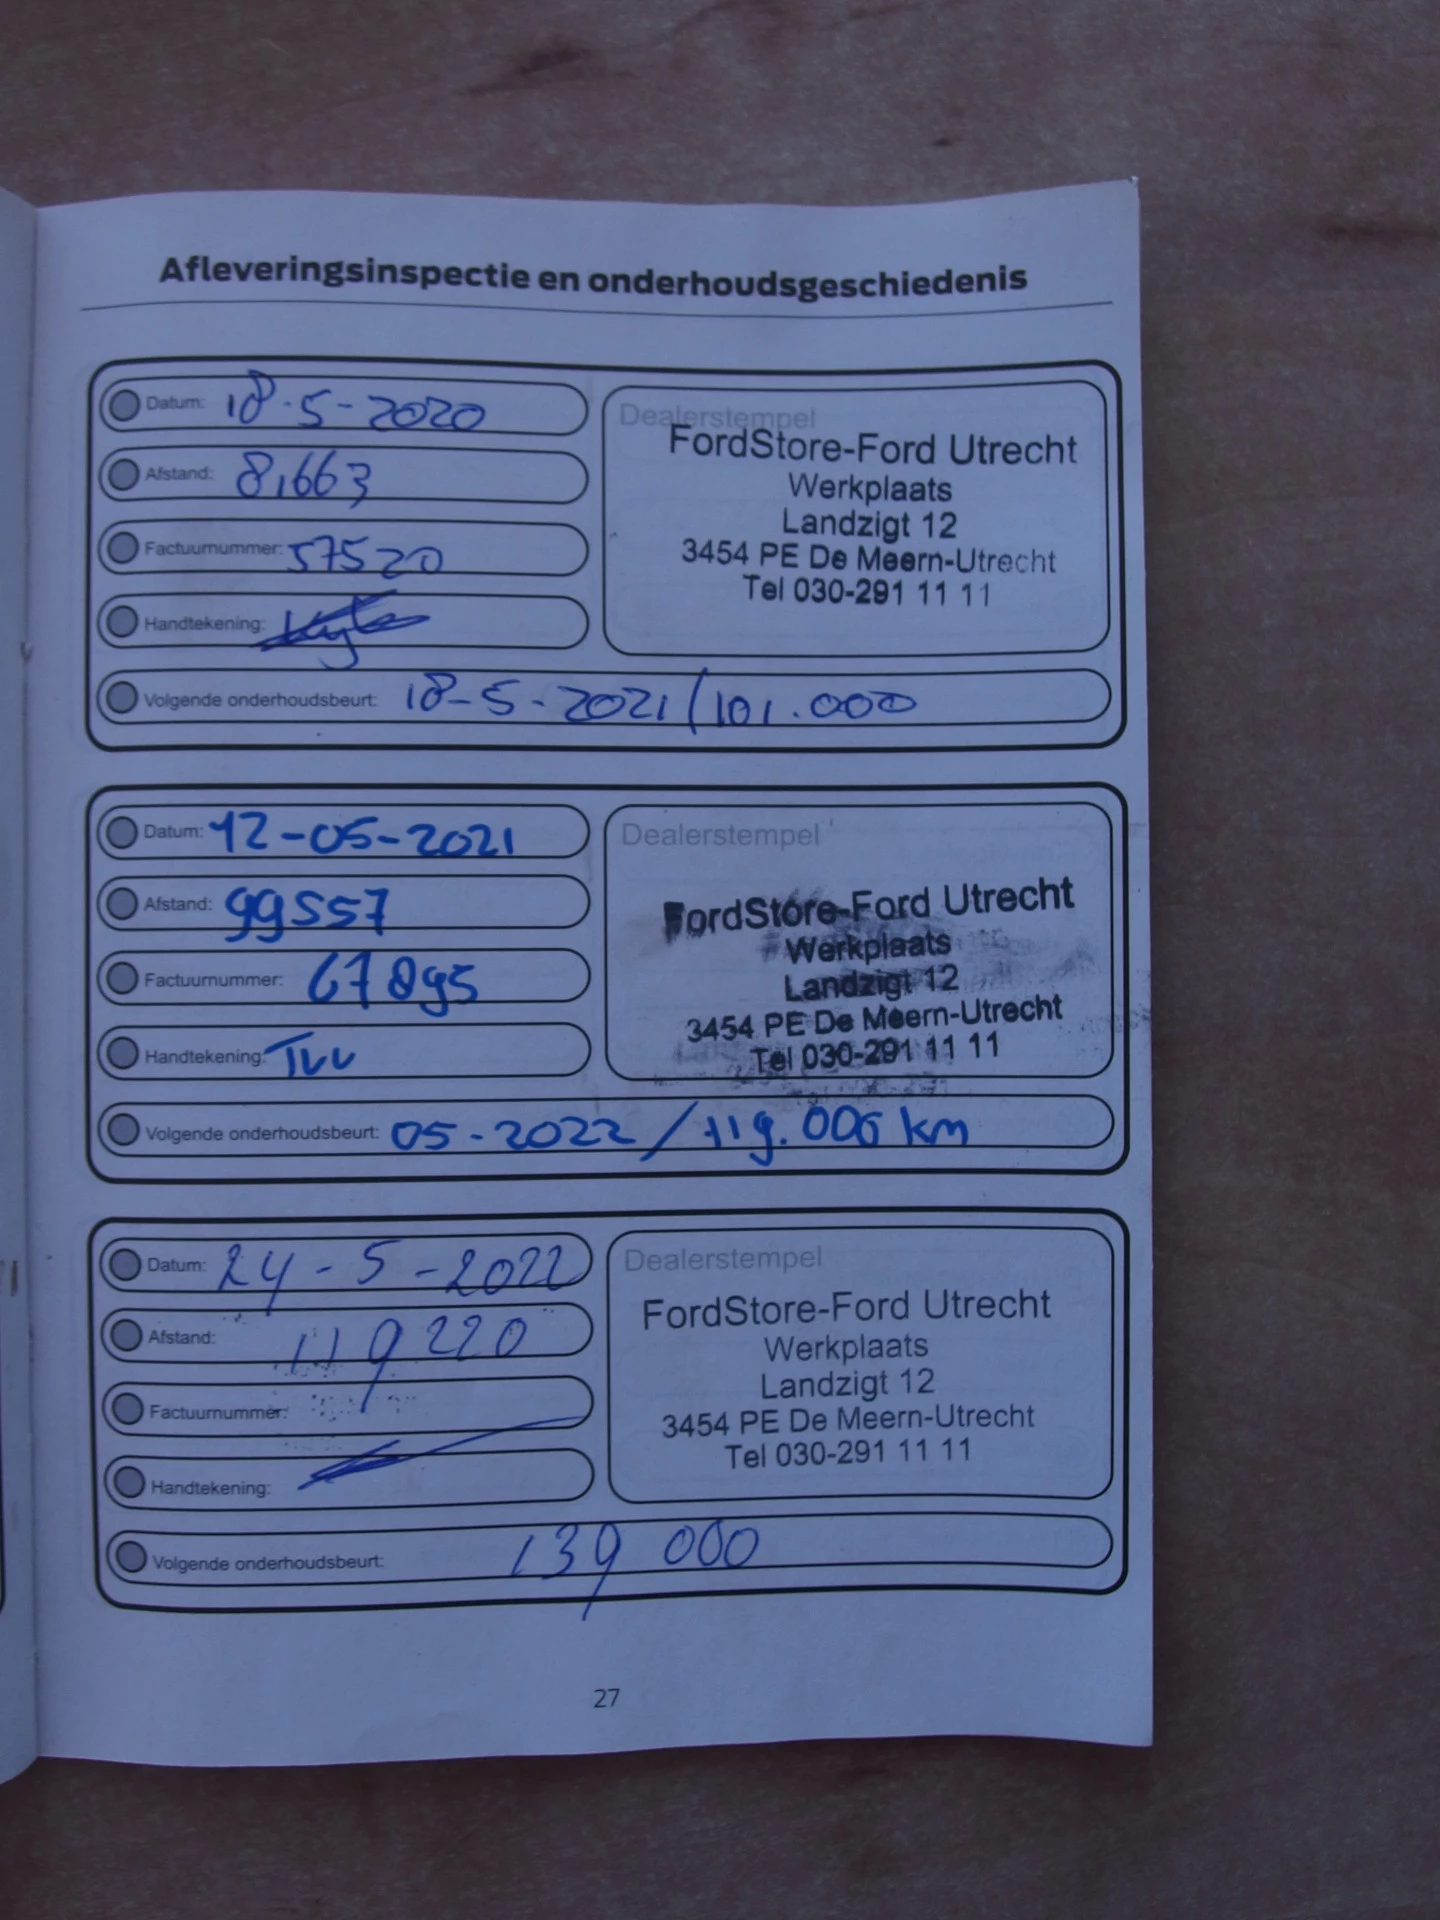 Afleveringsinspectie en onderhoudsgeschiedenis
Datum: 18-5-2020
Afstand: 81663
Factuurnummer: 57520
Handtekening:
Volgende onderhoudsbeurt: 18-5-2021/101.000
Dealerstempel
FordStore-Ford Utrecht
Werkplaats
Landzigt 12
3454 PE De Meern-Utrecht
Tel 030-291 11 11
Datum: 12-05-2021
Afstand: 99557
Factuurnummer: 67895
Handtekening:
Volgende onderhoudsbeurt: 05-2022/119.000 km
Dealerstempel
FordStore-Ford Utrecht
Werkplaats
Landzigt 12
3454 PE De Meern-Utrecht
Tel 030-291 11 11
Datum: 24-5-2022
Afstand: 119220
Factuurnummer:
Handtekening:
Volgende onderhoudsbeurt: 139 000
Dealerstempel
FordStore-Ford Utrecht
Werkplaats
Landzigt 12
3454 PE De Meern-Utrecht
Tel 030-291 11 11
27